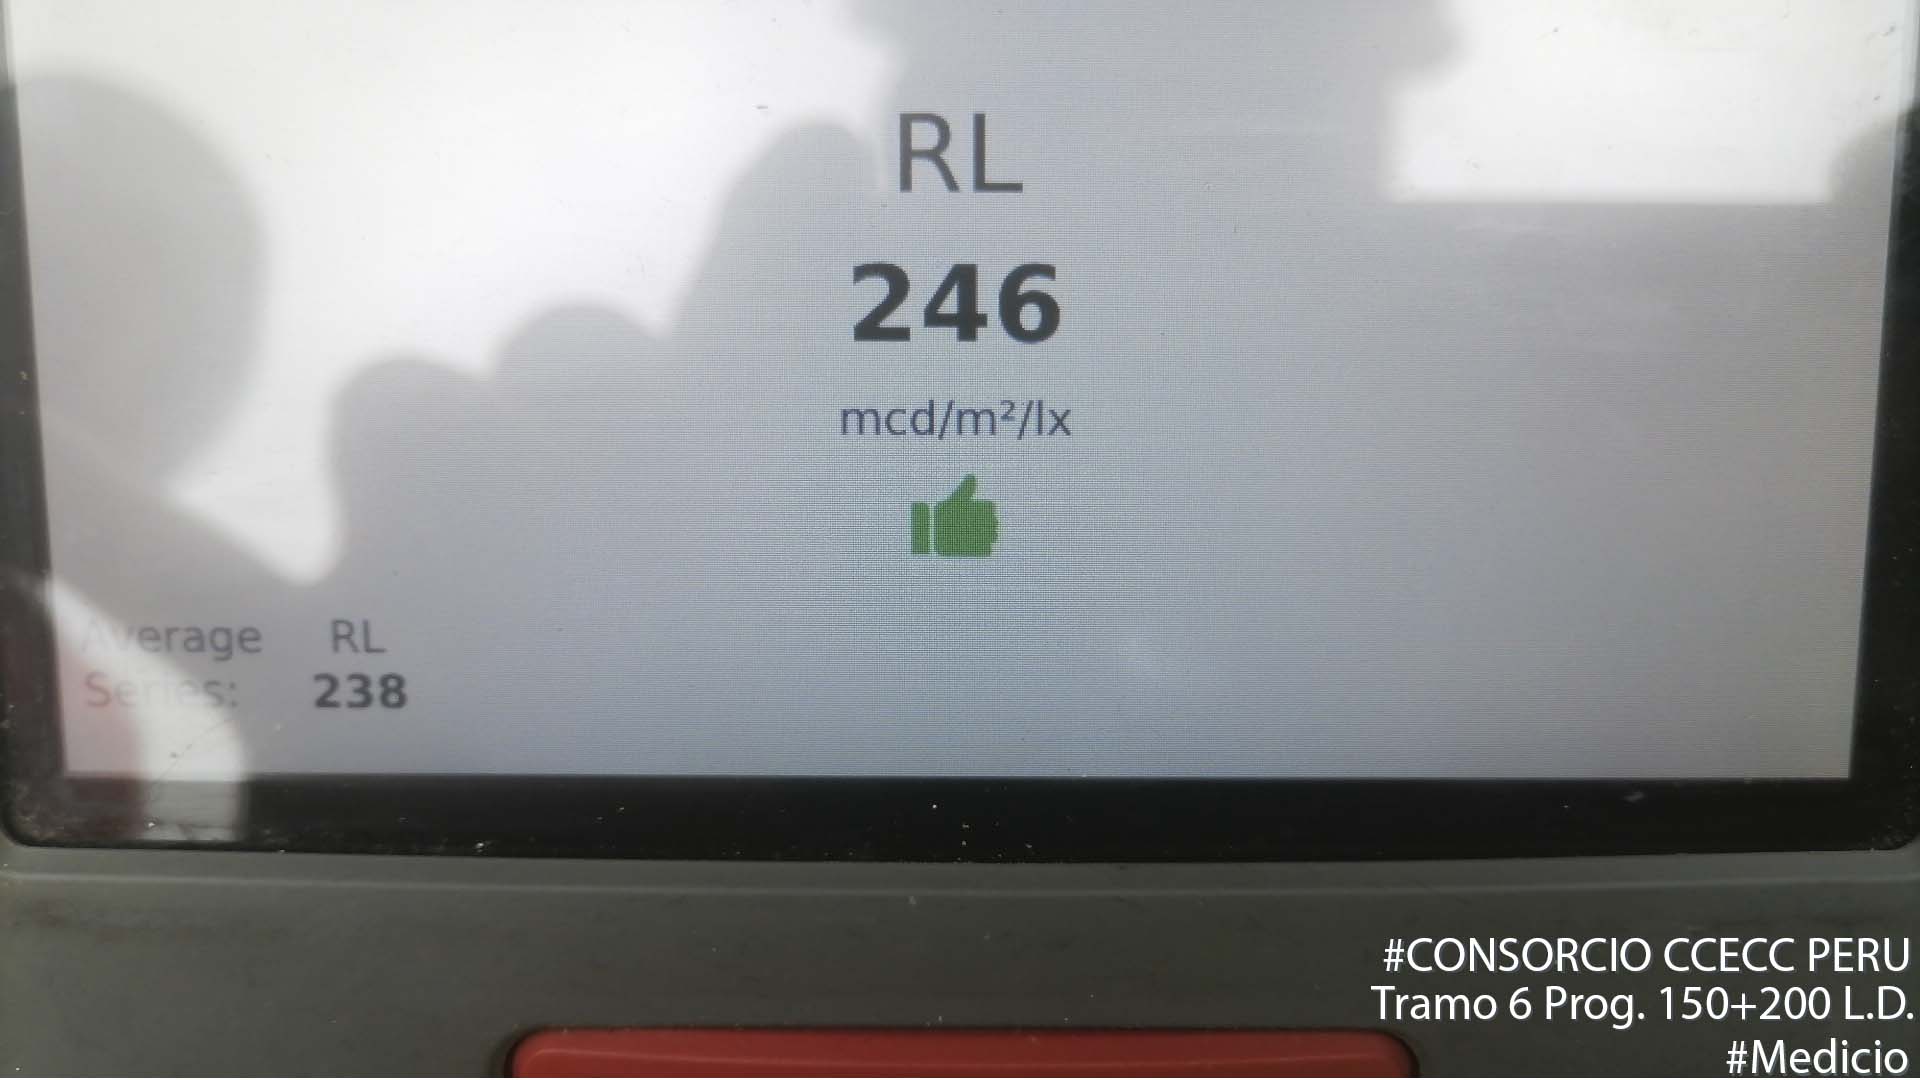 RL
246
mcd/m²/lx
Average RL
Series: 238
#CONSORCIO CCECC PERU
Tramo 6 Prog. 150+200 L.D.
#Medicio